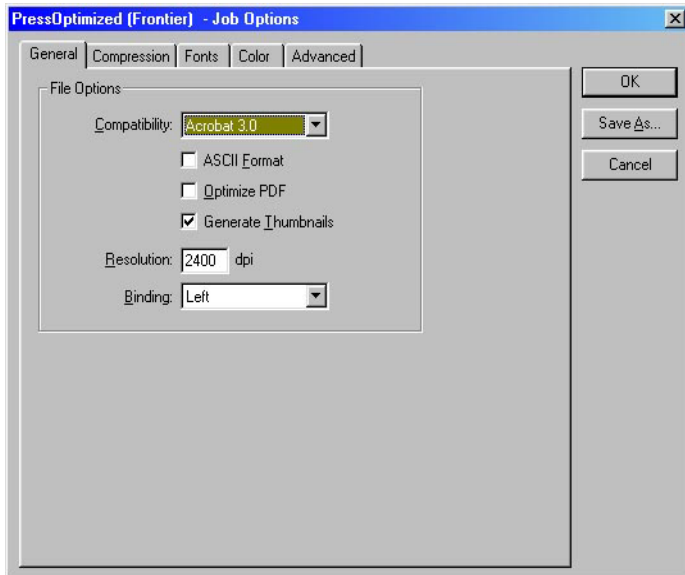 PressOptimized (Frontier) - Job Options
General Compression Fonts Color Advanced
File Options
Compatibility: Acrobat 3.0
ASCII Format
Optimize PDF
Generate Thumbnails
Resolution: 2400 dpi
Binding: Left
OK
Save As...
Cancel